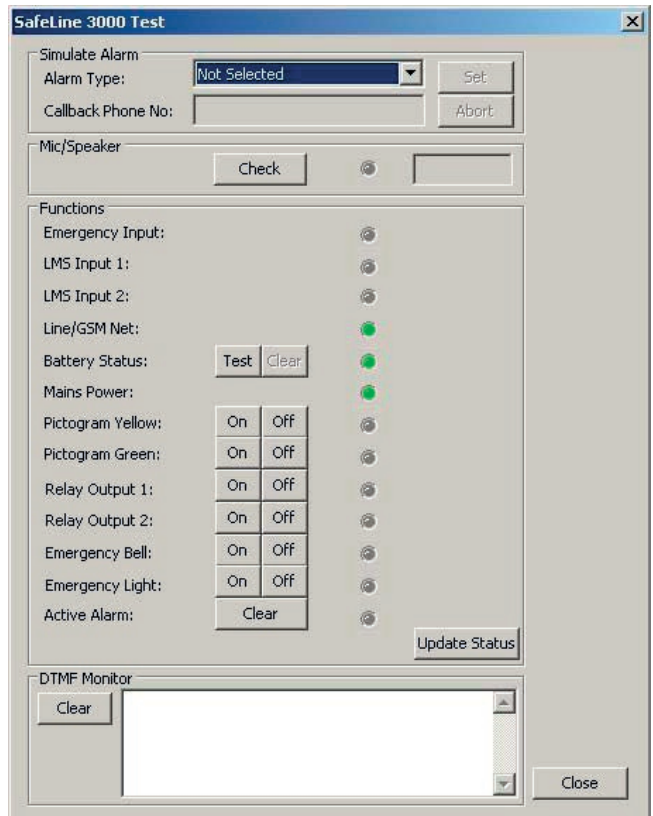 SafeLine 3000 Test
Simulate Alarm
Alarm Type: Not Selected Set
Callback Phone No: Abort
Mic/Speaker
Check
Functions
Emergency Input:
LMS Input 1:
LMS Input 2:
Line/GSM Net:
Battery Status: Test Clear
Mains Power:
Pictogram Yellow: On Off
Pictogram Green: On Off
Relay Output 1: On Off
Relay Output 2: On Off
Emergency Bell: On Off
Emergency Light: On Off
Active Alarm: Clear
Update Status
DTMF Monitor
Clear
Close